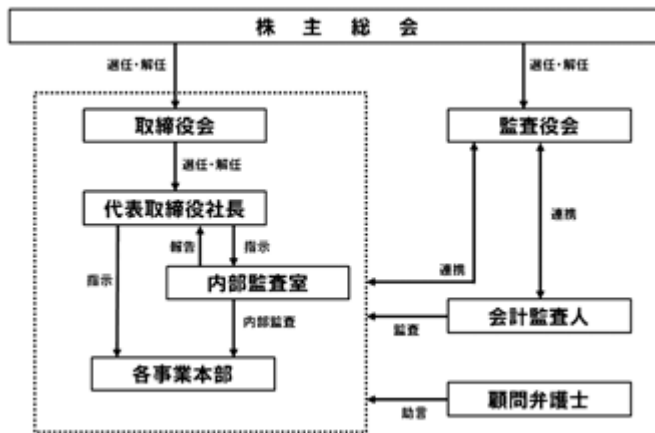 株主総会
選任・解任
選任・解任
取締役会
監査役会
選任・解任
代表取締役社長
連携
報告
指示
指示
連携
内部監査室
内部監査
監査
会計監査人
各事業本部
助言
顧問弁護士